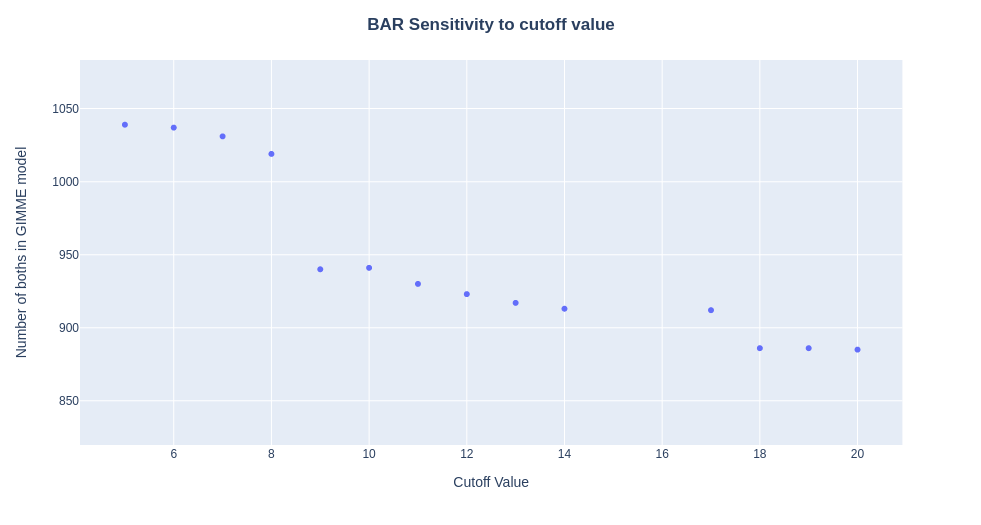 BAR Sensitivity to cutoff value
Number of boths in GIMME model
1050
1000
950
900
850
6 8 10 12 14 16 18 20
Cutoff Value